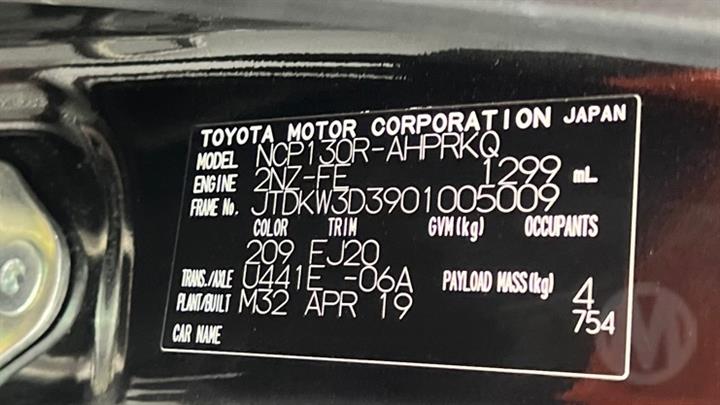 TOYOTA MOTOR CORPORATION JAPAN
MODEL NCP130R-AHPRKQ
ENGINE 2NZ-FE 1299 mL
FRAME No. JTDKW3D3901005009
COLOR TRIM GVM(kg) OCCUPANTS
209 EJ20
TRANS./AXLE U441E -06A PAYLOAD MASS(kg) 4
PLANT/BUILT M32 APR 19 754
CAR NAME
M